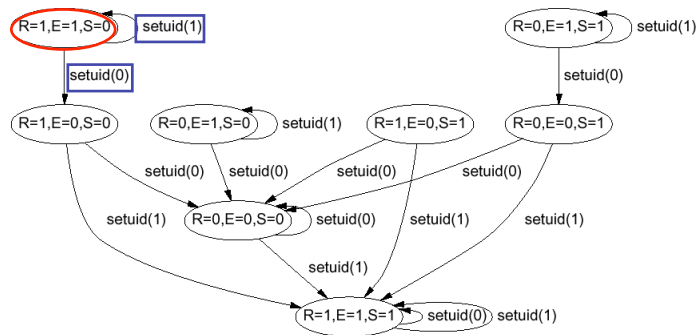 R=1,E=1,S=0
setuid(1)
R=0,E=1,S=1
setuid(1)
setuid(0)
setuid(0)
R=1,E=0,S=0
R=0,E=1,S=0
setuid(1)
R=1,E=0,S=1
R=0,E=0,S=1
setuid(0)
setuid(0)
setuid(0)
setuid(0)
setuid(1)
R=0,E=0,S=0
setuid(0)
setuid(1)
setuid(1)
setuid(1)
R=1,E=1,S=1
setuid(0)
setuid(1)